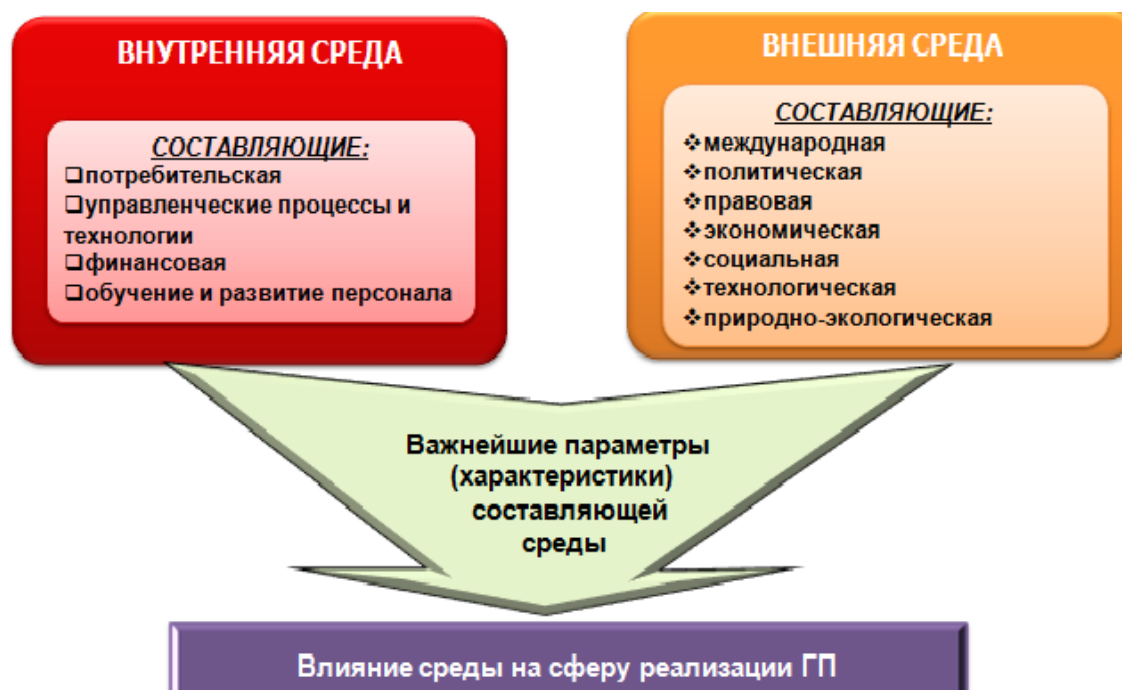 ВНУТРЕННЯЯ СРЕДА
СОСТАВЛЯЮЩИЕ:
❑потребительская
❑управленческие процессы и
технологии
❑финансовая
❑обучение и развитие персонала
ВНЕШНЯЯ СРЕДА
СОСТАВЛЯЮЩИЕ:
❖международная
❖политическая
❖правовая
❖экономическая
❖социальная
❖технологическая
❖природно-экологическая
Важнейшие параметры
(характеристики)
составляющей
среды
Влияние среды на сферу реализации ГП